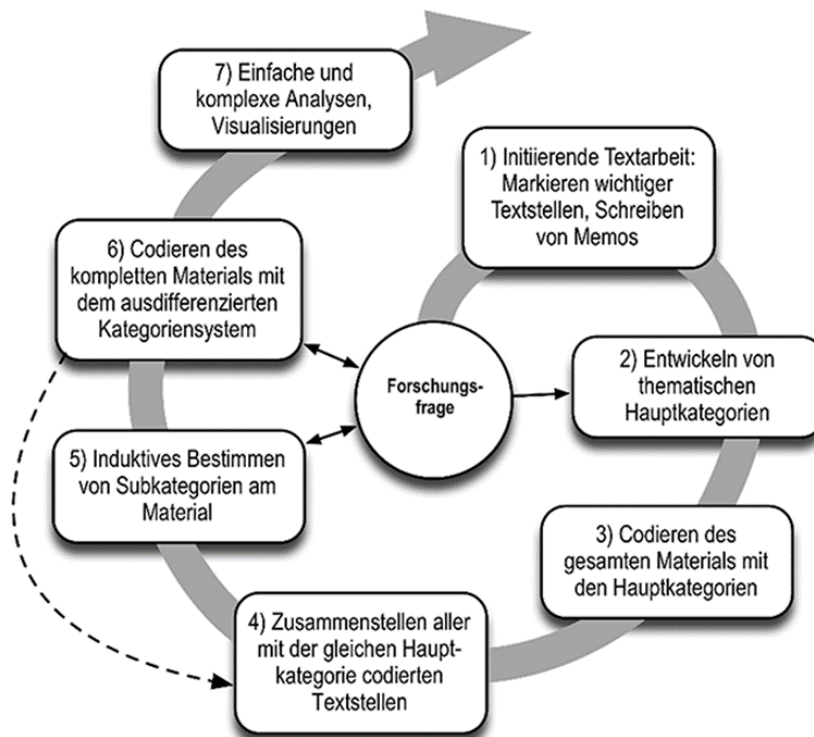 7) Einfache und
komplexe Analysen,
Visualisierungen
1) Initiierende Textarbeit:
Markieren wichtiger
Textstellen, Schreiben
von Memos
6) Codieren des
kompletten Materials mit
dem ausdifferenzierten
Kategoriensystem
Forschungs-
frage
2) Entwickeln von
thematischen
Hauptkategorien
5) Induktives Bestimmen
von Subkategorien am
Material
3) Codieren des
gesamten Materials mit
den Hauptkategorien
4) Zusammenstellen aller
mit der gleichen Haupt-
kategorie codierten
Textstellen